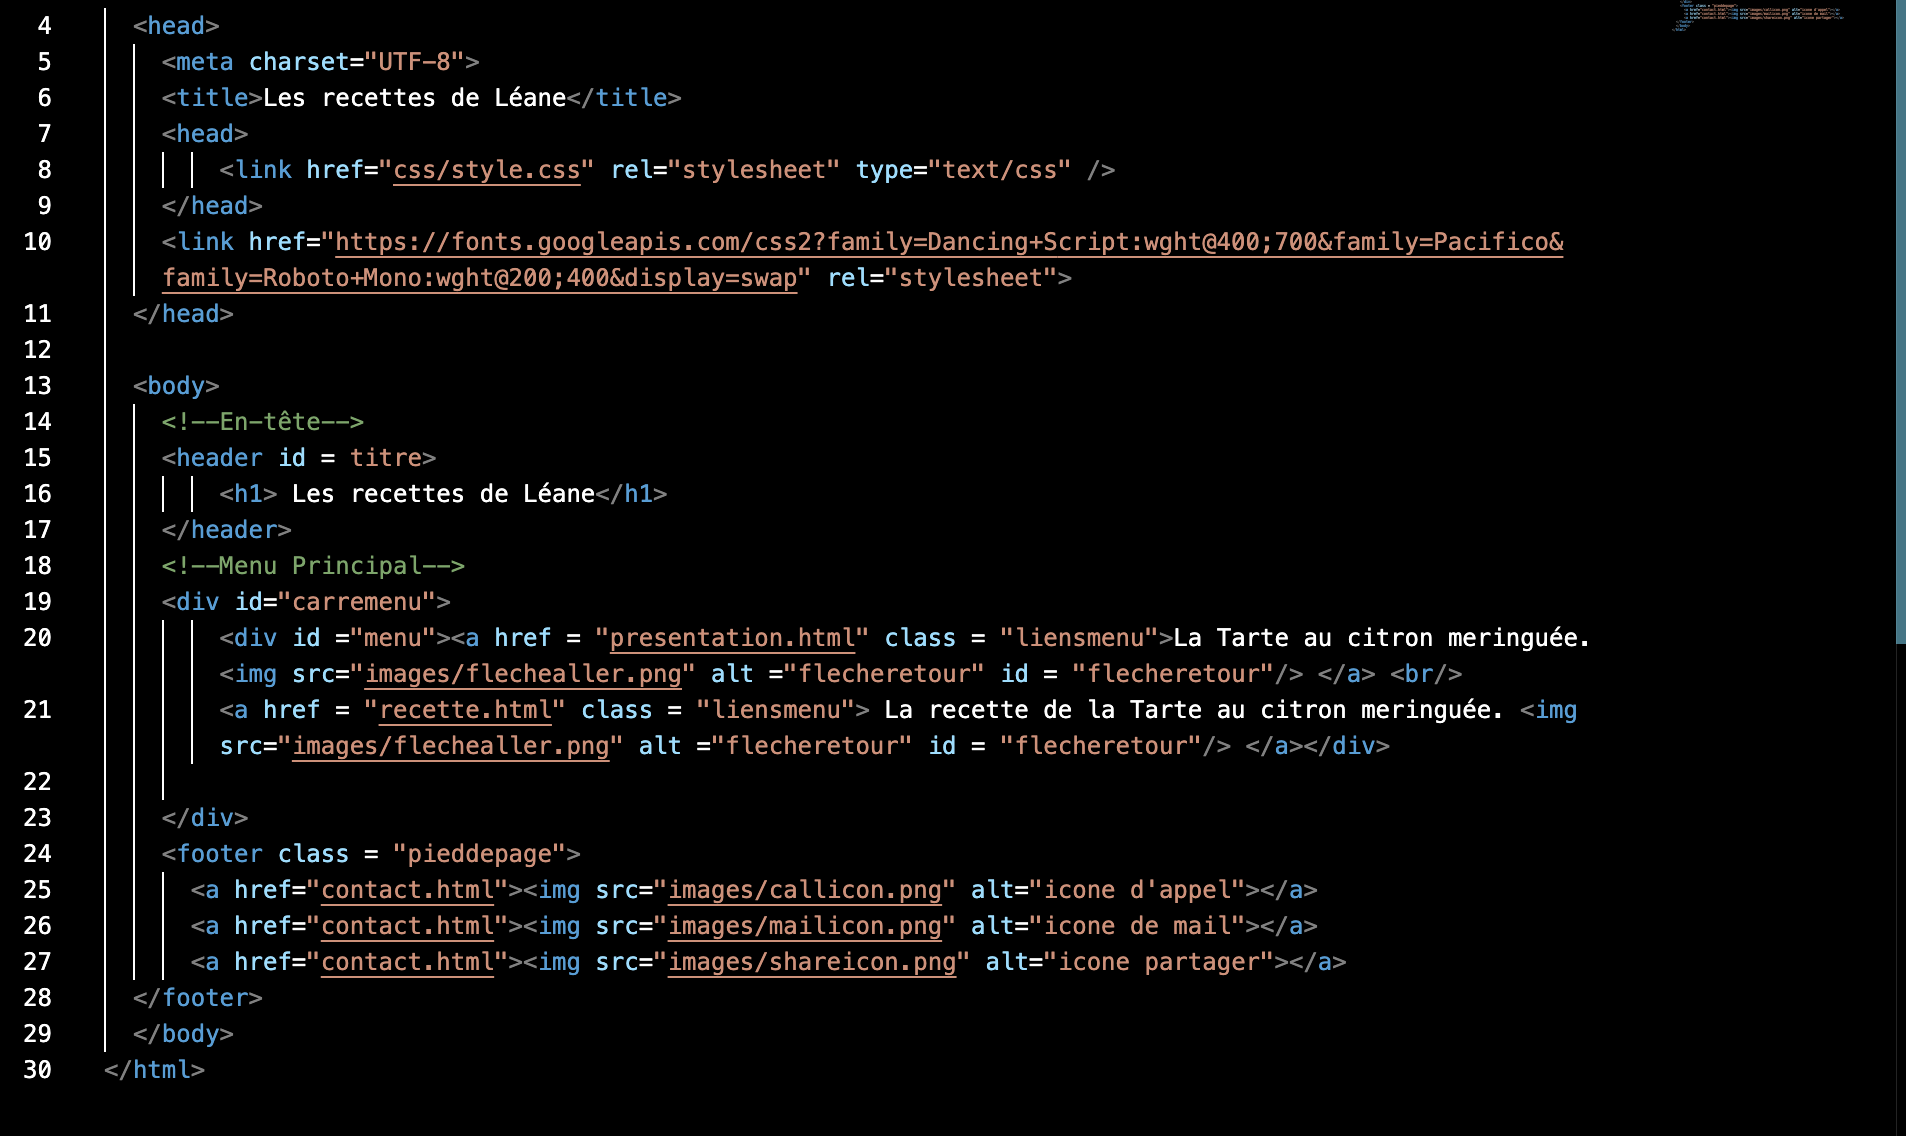 4 <head>
5 <meta charset="UTF-8">
6 <title>Les recettes de Léane</title>
7 <head>
8 <link href="css/style.css" rel="stylesheet" type="text/css" />
9 </head>
10 <link href="https://fonts.googleapis.com/css2?family=Dancing+Script:wght@400;700&family=Pacifico&
family=Roboto+Mono:wght@200;400&display=swap" rel="stylesheet">
11 </head>
12
13 <body>
14 <!--En-tête-->
15 <header id = titre>
16 <h1> Les recettes de Léane</h1>
17 </header>
18 <!--Menu Principal-->
19 <div id="carremenu">
20 <div id ="menu"><a href = "presentation.html" class = "liensmenu">La Tarte au citron meringuée.
<img src="images/flechealler.png" alt ="flecheretour" id = "flecheretour"/> </a> <br/>
21 <a href = "recette.html" class = "liensmenu"> La recette de la Tarte au citron meringuée. <img
src="images/flechealler.png" alt ="flecheretour" id = "flecheretour"/> </a></div>
22
23 </div>
24 <footer class = "pieddepage">
25 <a href="contact.html"><img src="images/callicon.png" alt="icone d'appel"></a>
26 <a href="contact.html"><img src="images/mailicon.png" alt="icone de mail"></a>
27 <a href="contact.html"><img src="images/shareicon.png" alt="icone partager"></a>
28 </footer>
29 </body>
30 </html>